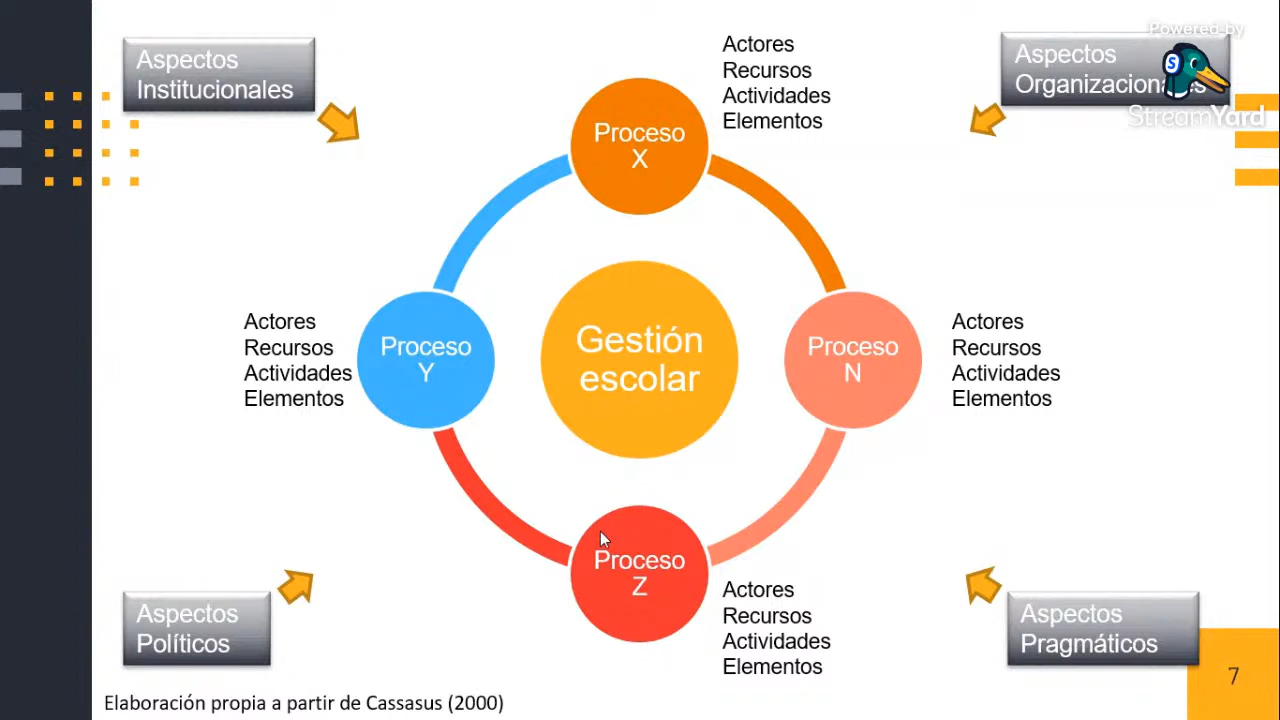 Powered by
StreamYard
Aspectos
Institucionales
Aspectos
Organizacionales
Actores
Recursos
Actividades
Elementos
Proceso
X
Actores
Recursos
Actividades
Elementos
Proceso
Y
Gestión
escolar
Proceso
N
Actores
Recursos
Actividades
Elementos
Proceso
Z
Actores
Recursos
Actividades
Elementos
Aspectos
Políticos
Aspectos
Pragmáticos
7
Elaboración propia a partir de Cassasus (2000)